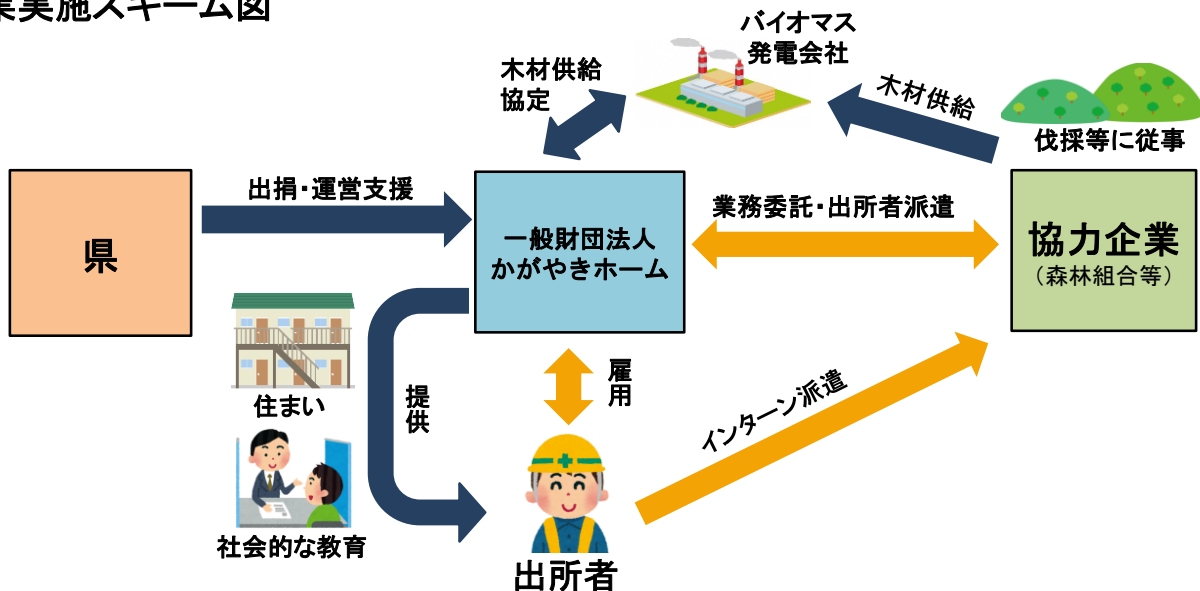 業実施スキーム図
バイオマス
発電会社
木材供給
協定
木材供給
伐採等に従事
県
出捐・運営支援
一般財団法人
かがやきホーム
業務委託・出所者派遣
協力企業
（森林組合等）
住まい
提供
雇用
インターン派遣
社会的な教育
出所者